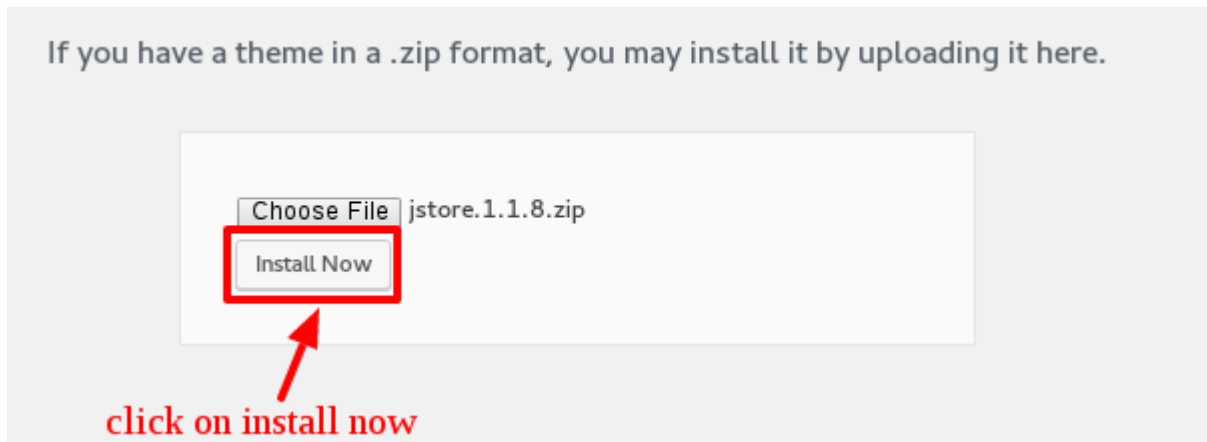 If you have a theme in a .zip format, you may install it by uploading it here.
Choose File jstore.1.1.8.zip
Install Now
click on install now